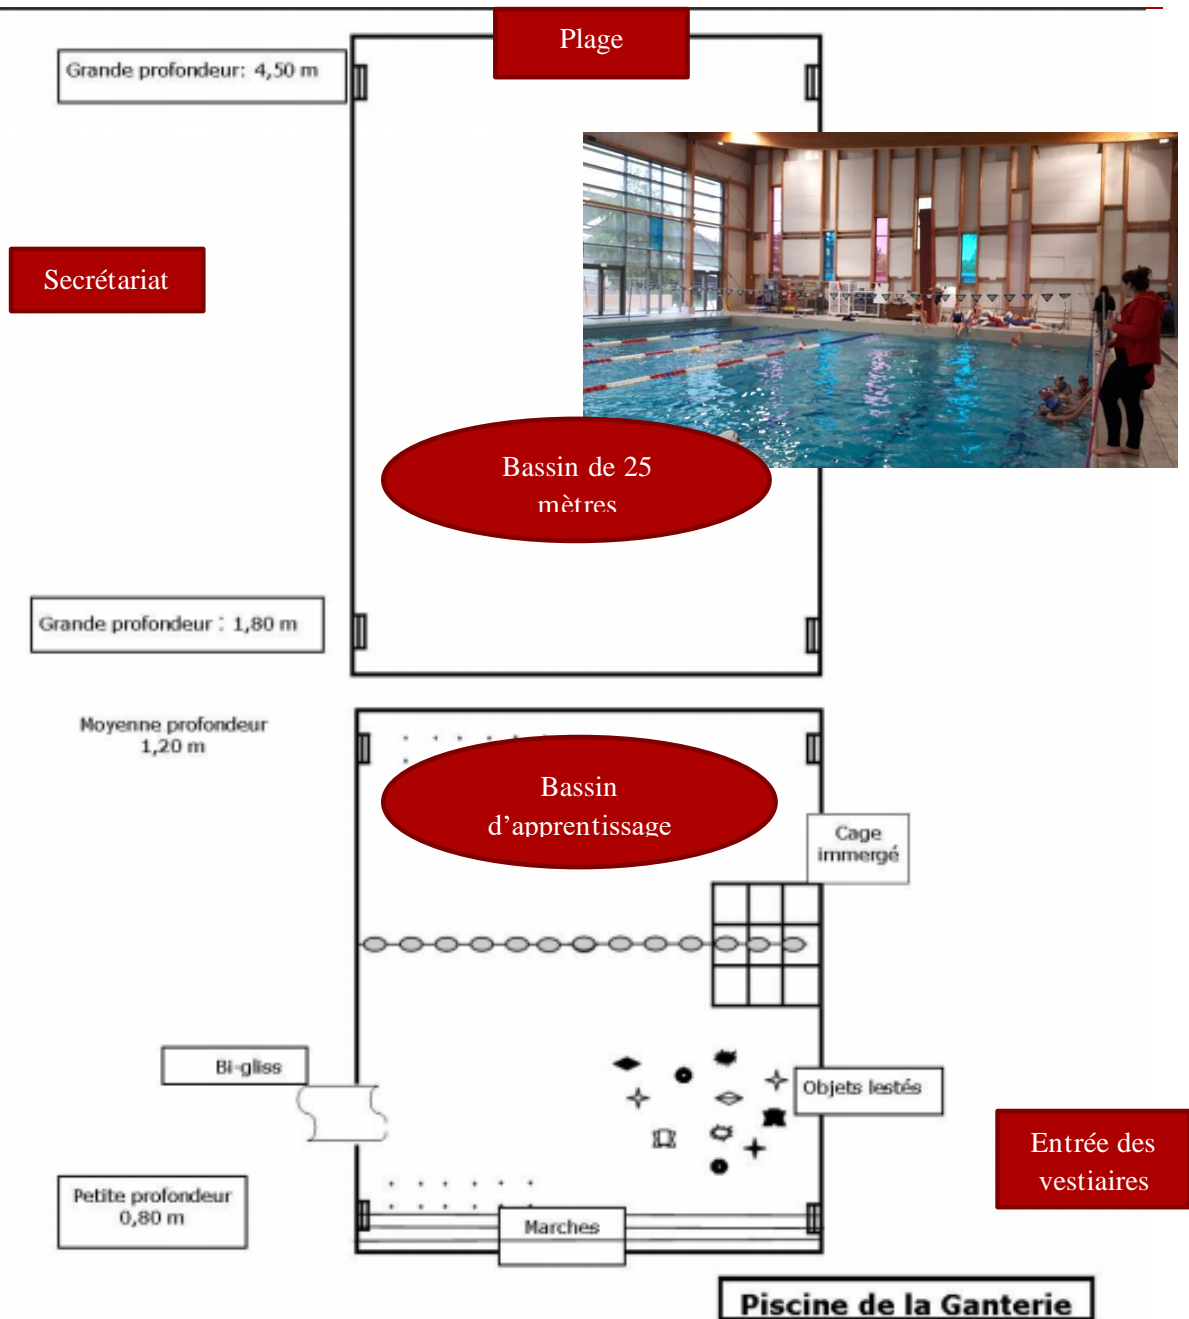 Plage
Grande profondeur: 4,50 m
Secrétariat
Bassin de 25
mètres
Grande profondeur : 1,80 m
Moyenne profondeur
1,20 m
Bassin
d’apprentissage
Cage
immergé
Bi-gliss
Objets lestés
Entrée des
vestiaires
Petite profondeur
0,80 m
Marches
Piscine de la Ganterie